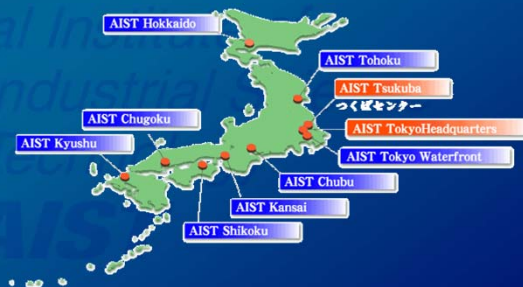 AIST Hokkaido
AIST Tohoku
AIST Tsukuba
つくばセンター
AIST Chugoku
AIST TokyoHeadquarters
AIST Kyushu
AIST Tokyo Waterfront
AIST Chubu
AIST Kansai
AIST Shikoku
AIST